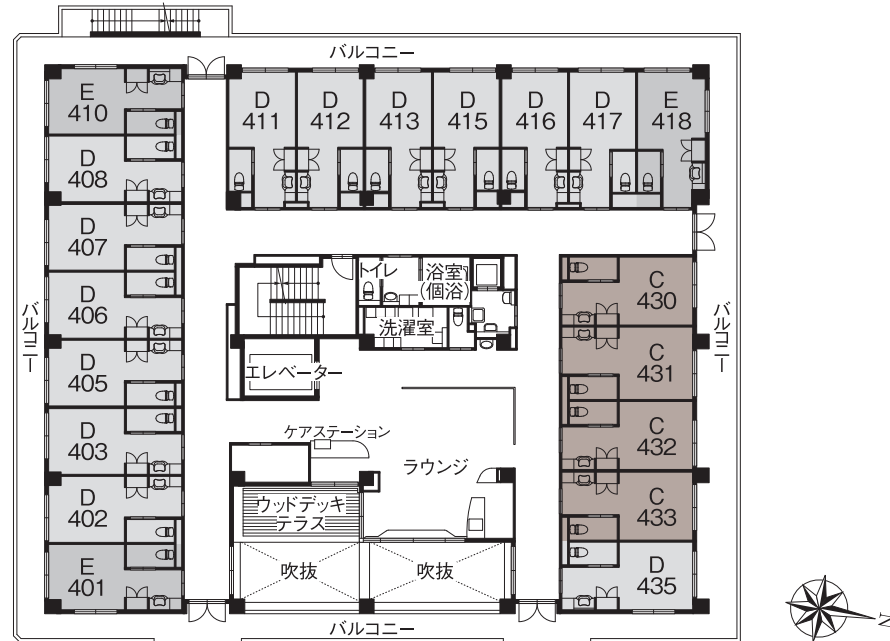 バルコニー
E
410
D
408
D
407
D
406
D
405
D
403
D
402
E
401
D
411
D
412
D
413
D
415
D
416
D
417
E
418
バルコニー
トイレ
浴室
(個浴)
洗濯室
エレベーター
ケアステーション
ラウンジ
ウッドデッキ
テラス
吹抜
吹抜
C
430
C
431
C
432
C
433
D
435
バルコニー
バルコニー
N